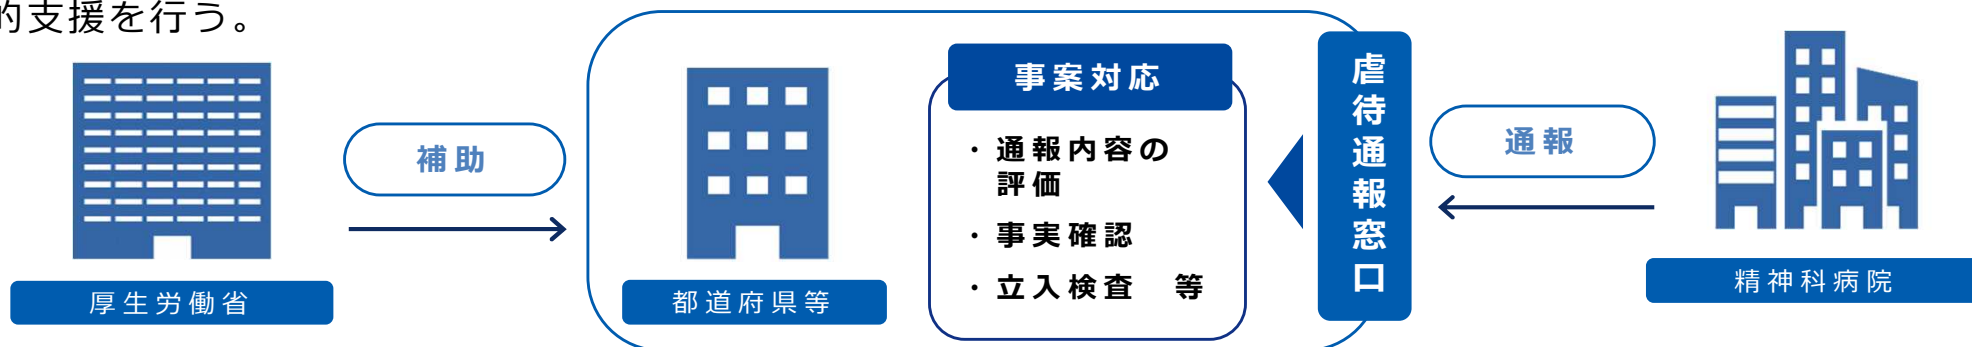 的支援を行う。
厚生労働省
補助
都道府県等
事案対応
・通報内容の
評価
・事実確認
・立入検査　等
虐待通報窓口
通報
精神科病院